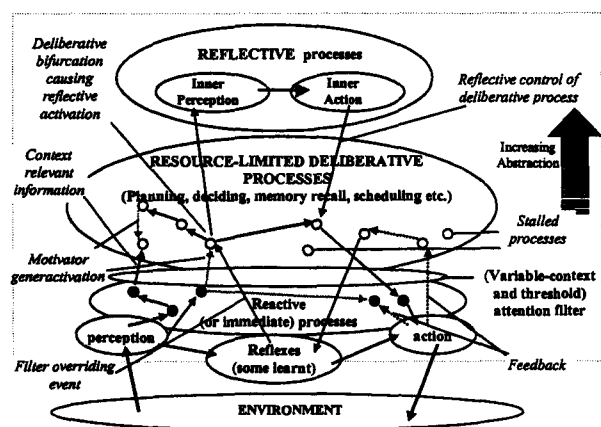 Deliberative
bifurcation
causing
reflective
activation
REFLECTIVE processes
Inner
Perception
Inner
Action
Reflective control of
deliberative process
Increasing
Abstraction
Context
relevant
information
RESOURCE-LIMITED DELIBERATIVE
PROCESSES
(Planning, deciding, memory recall, scheduling etc.)
Stalled
processes
Motivator
generactivation
(Variable-context
and threshold)
attention filter
Reactive
(or immediate) processes
perception
Reflexes
(some learnt)
action
Filter overriding
event
Feedback
ENVIRONMENT